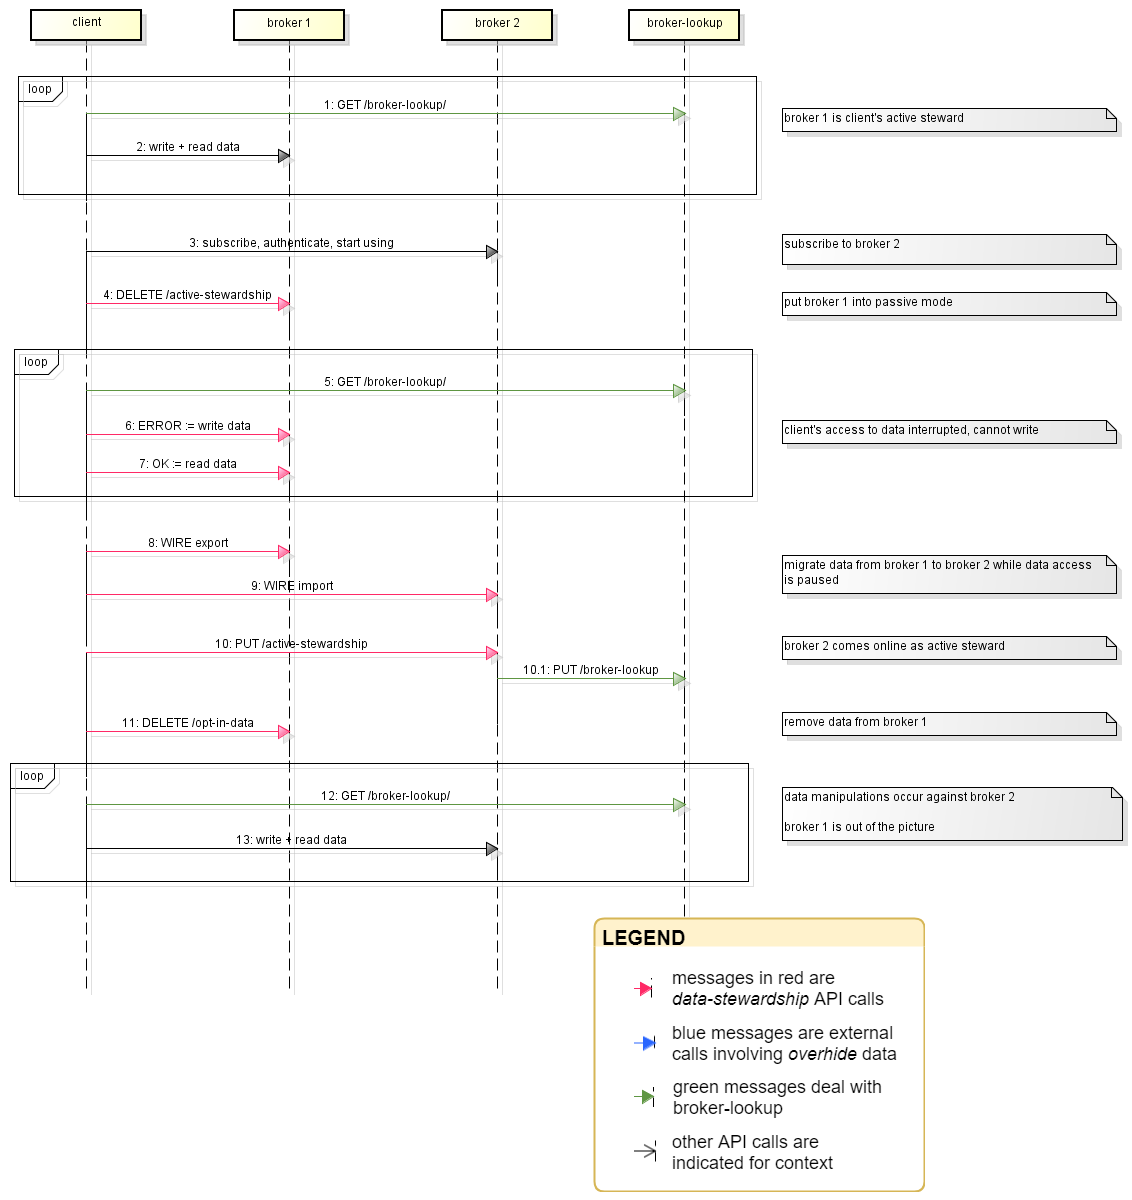 client
broker 1
broker 2
broker-lookup
loop
1: GET /broker-lookup/
broker 1 is client's active steward
2: write + read data
3: subscribe, authenticate, start using
subscribe to broker 2
4: DELETE /active-stewardship
put broker 1 into passive mode
loop
5: GET /broker-lookup/
6: ERROR := write data
client's access to data interrupted, cannot write
7: OK := read data
8: WIRE export
migrate data from broker 1 to broker 2 while data access
is paused
9: WIRE import
10: PUT /active-stewardship
broker 2 comes online as active steward
10.1: PUT /broker-lookup
11: DELETE /opt-in-data
remove data from broker 1
loop
12: GET /broker-lookup/
data manipulations occur against broker 2
broker 1 is out of the picture
13: write + read data
LEGEND
messages in red are
data-stewardship API calls
blue messages are external
calls involving overhide data
green messages deal with
broker-lookup
other API calls are
indicated for context